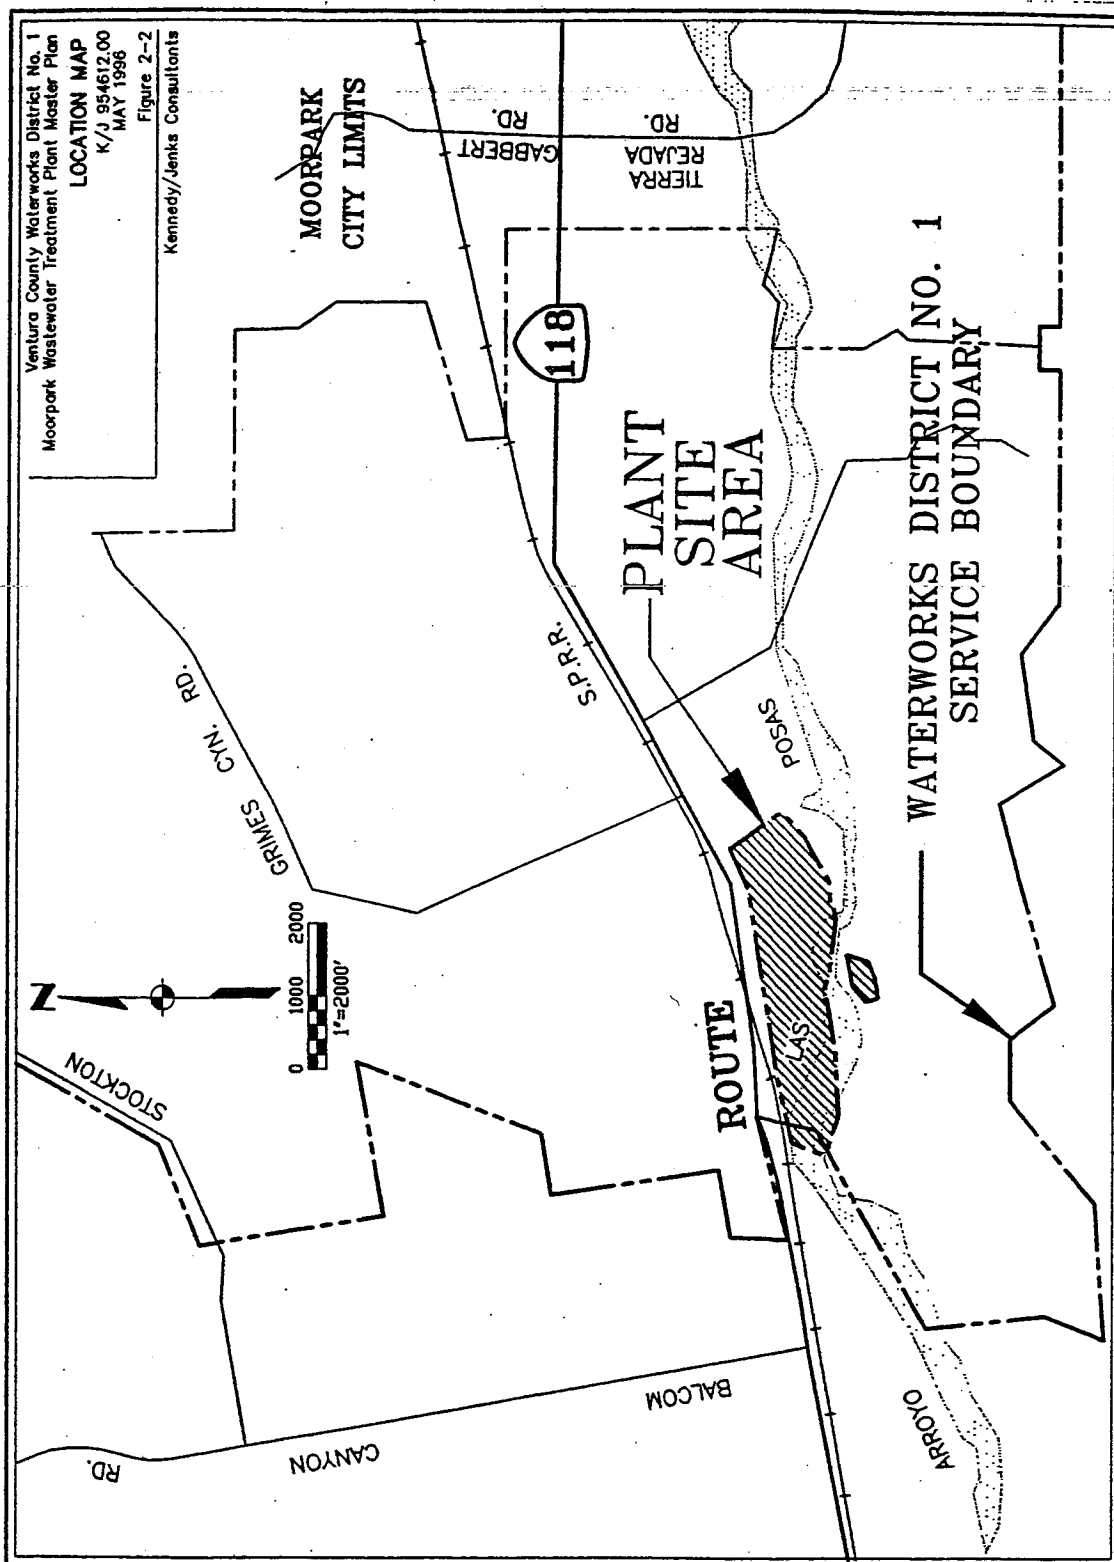 Ventura County Waterworks District No. 1
Moorpark Wastewater Treatment Plant Master Plan
LOCATION MAP
K/J 954612.00
MAY 1996
Figure 2-2
Kennedy/Jenks Consultants
MOORPARK
CITY LIMITS
GABBERT
RD.
TIERRA
REJADA
RD.
118
PLANT
SITE
AREA
WATERWORKS DISTRICT NO. 1
SERVICE BOUNDARY
S.P.R.R.
GRIMES CYN. RD.
N
0 1000 2000
1"=2000'
STOCKTON
ROUTE
ARROYO
LAS
POSAS
BALCOM
CANYON
RD.